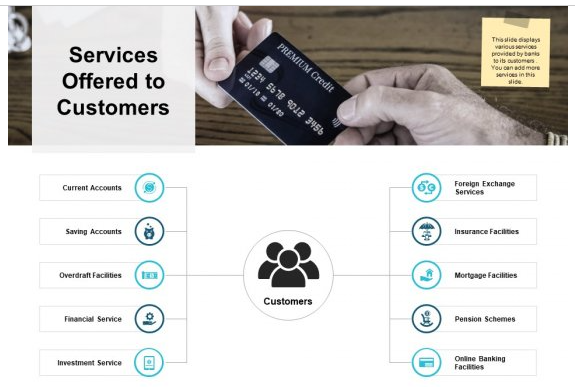 Services
Offered to
Customers
PREMIUM Credit
1234 5678 9012 3456
This slide displays
various services
provided by banks
to its customers .
You can add more
services in this
slide.
Current Accounts
Saving Accounts
Overdraft Facilities
Financial Service
Investment Service
Customers
Foreign Exchange
Services
Insurance Facilities
Mortgage Facilities
Pension Schemes
Online Banking
Facilities